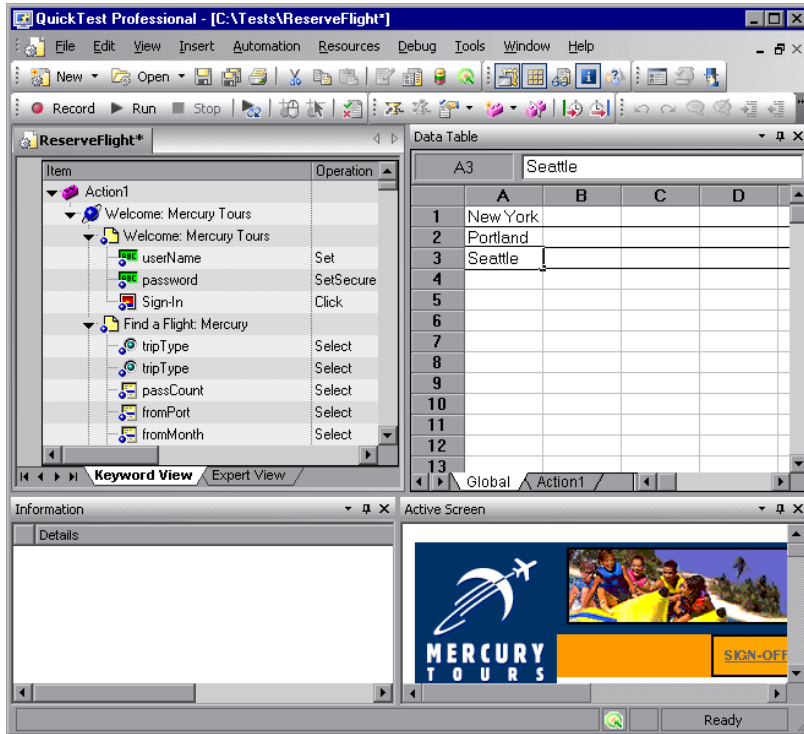 QuickTest Professional - [C:\Tests\ReserveFlight*]
File Edit View Insert Automation Resources Debug Tools Window Help
New Open
Record Run Stop
ReserveFlight*
Item Operation
Action1
Welcome: Mercury Tours
Welcome: Mercury Tours
userName Set
password SetSecure
Sign-In Click
Find a Flight: Mercury
tripType Select
tripType Select
passCount Select
fromPort Select
fromMonth Select
Keyword View Expert View
Data Table
A3 Seattle
A B C D
1 New York
2 Portland
3 Seattle
4
5
6
7
8
9
10
11
12
13
Global Action1
Information
Details
Active Screen
MERCURY
TOURS
SIGN-OFF
Ready